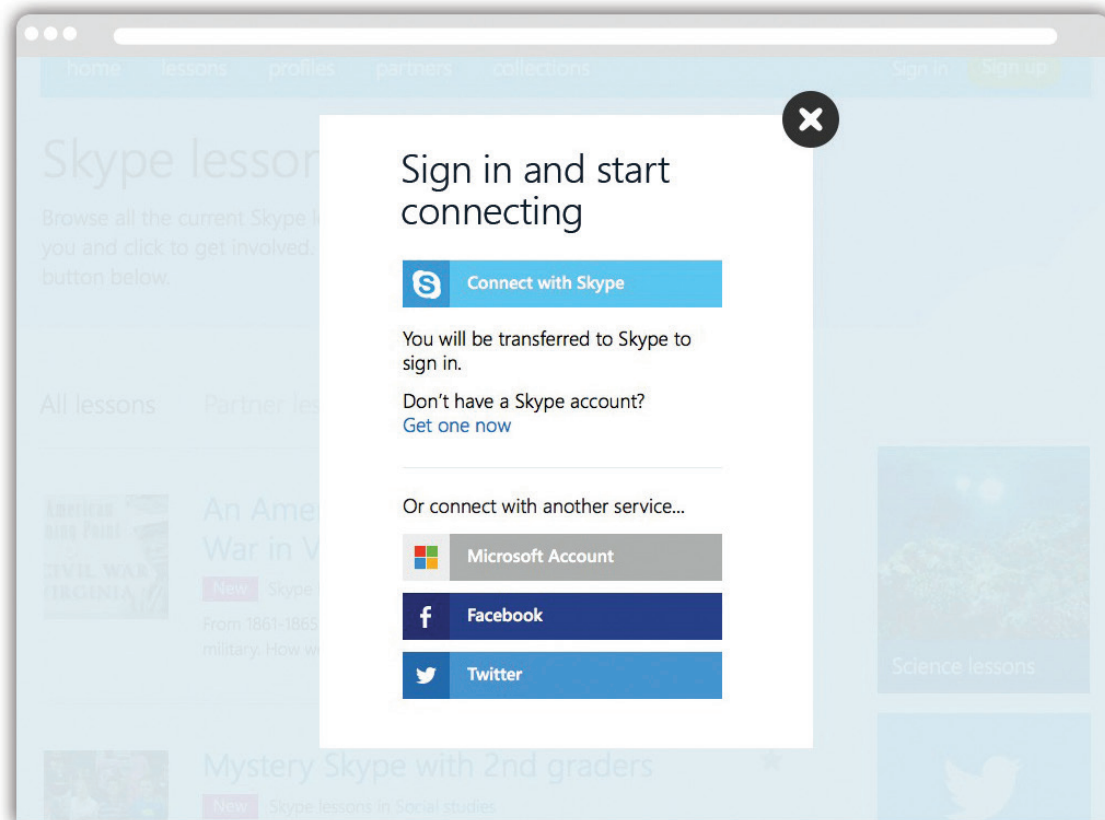 home lessons profiles partners collections Sign in Sign up
Skype lesson
Browse all the current Skype
you and click to get involved.
button below.
Sign in and start
connecting
Connect with Skype
You will be transferred to Skype to
sign in.
Don't have a Skype account?
Get one now
Or connect with another service...
Microsoft Account
Facebook
Twitter
All lessons Partner les
American
CIVIL WAR
VIRGINIA
An Ame
War in V
New Skype
From 1861-1865
military. How w
Science lessons
Mystery Skype with 2nd graders
New Skype lessons in Social studies